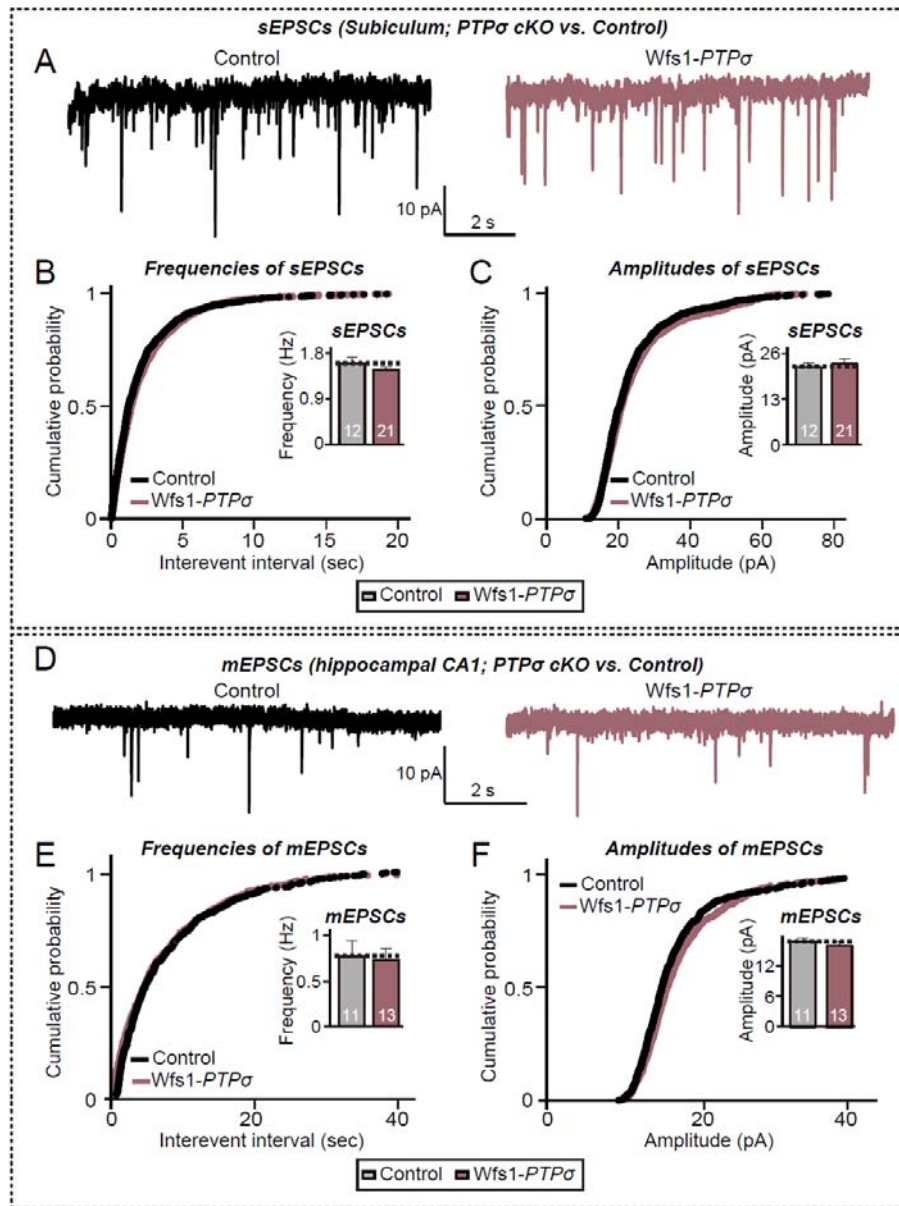 sEPSCs (Subiculum; PTPσ cKO vs. Control)
A
Control
Wfs1-PTPσ
10 pA
2 s
B
Frequencies of sEPSCs
Cumulative probability
1
0.5
0
0
5
10
15
20
Interevent interval (sec)
sEPSCs
Frequency (Hz)
1.8
0.9
0
12
21
Control
Wfs1-PTPσ
C
Amplitudes of sEPSCs
Cumulative probability
1
0.5
0
0
20
40
60
80
Amplitude (pA)
sEPSCs
Amplitude (pA)
26
13
0
12
21
Control
Wfs1-PTPσ
Control Wfs1-PTPσ
D
mEPSCs (hippocampal CA1; PTPσ cKO vs. Control)
Control
Wfs1-PTPσ
10 pA
2 s
E
Frequencies of mEPSCs
Cumulative probability
1
0.5
0
0
20
40
Interevent interval (sec)
mEPSCs
Frequency (Hz)
1
0.5
0
11
13
Control
Wfs1-PTPσ
F
Amplitudes of mEPSCs
Cumulative probability
1
0.5
0
0
20
40
Amplitude (pA)
Control
Wfs1-PTPσ
mEPSCs
Amplitude (pA)
12
6
0
11
13
Control Wfs1-PTPσ